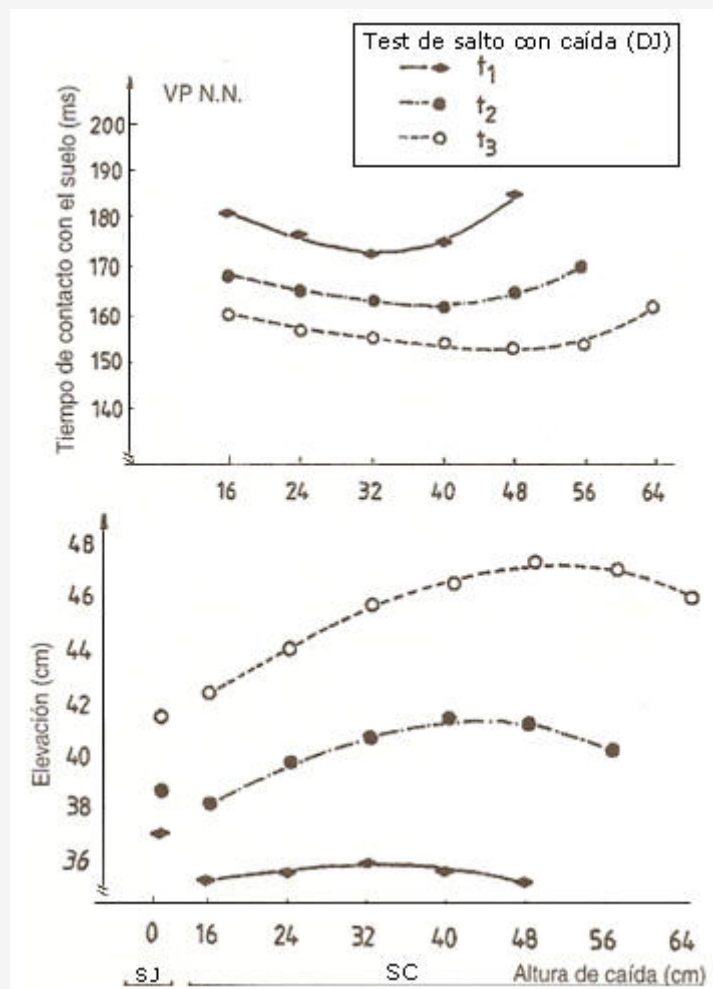 Test de salto con caída (DJ)
t1
t2
t3
VP N.N.
Tiempo de contacto con el suelo (ms)
200
190
180
170
160
150
140
16 24 32 40 48 56 64
Elevación (cm)
48
46
44
42
40
38
36
0 16 24 32 40 48 56 64
SJ SC Altura de caída (cm)